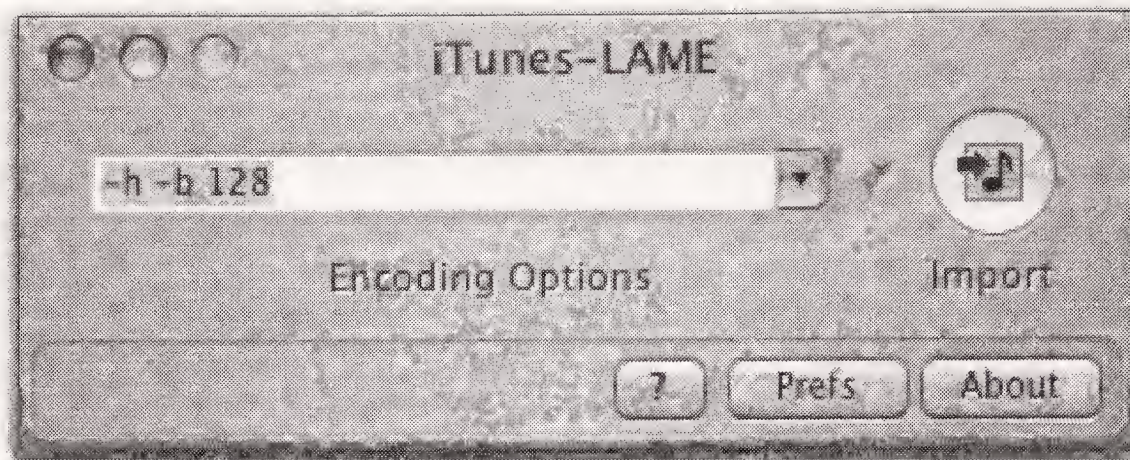 iTunes-LAME
-h -b 128
Encoding Options
Import
?
Prefs
About